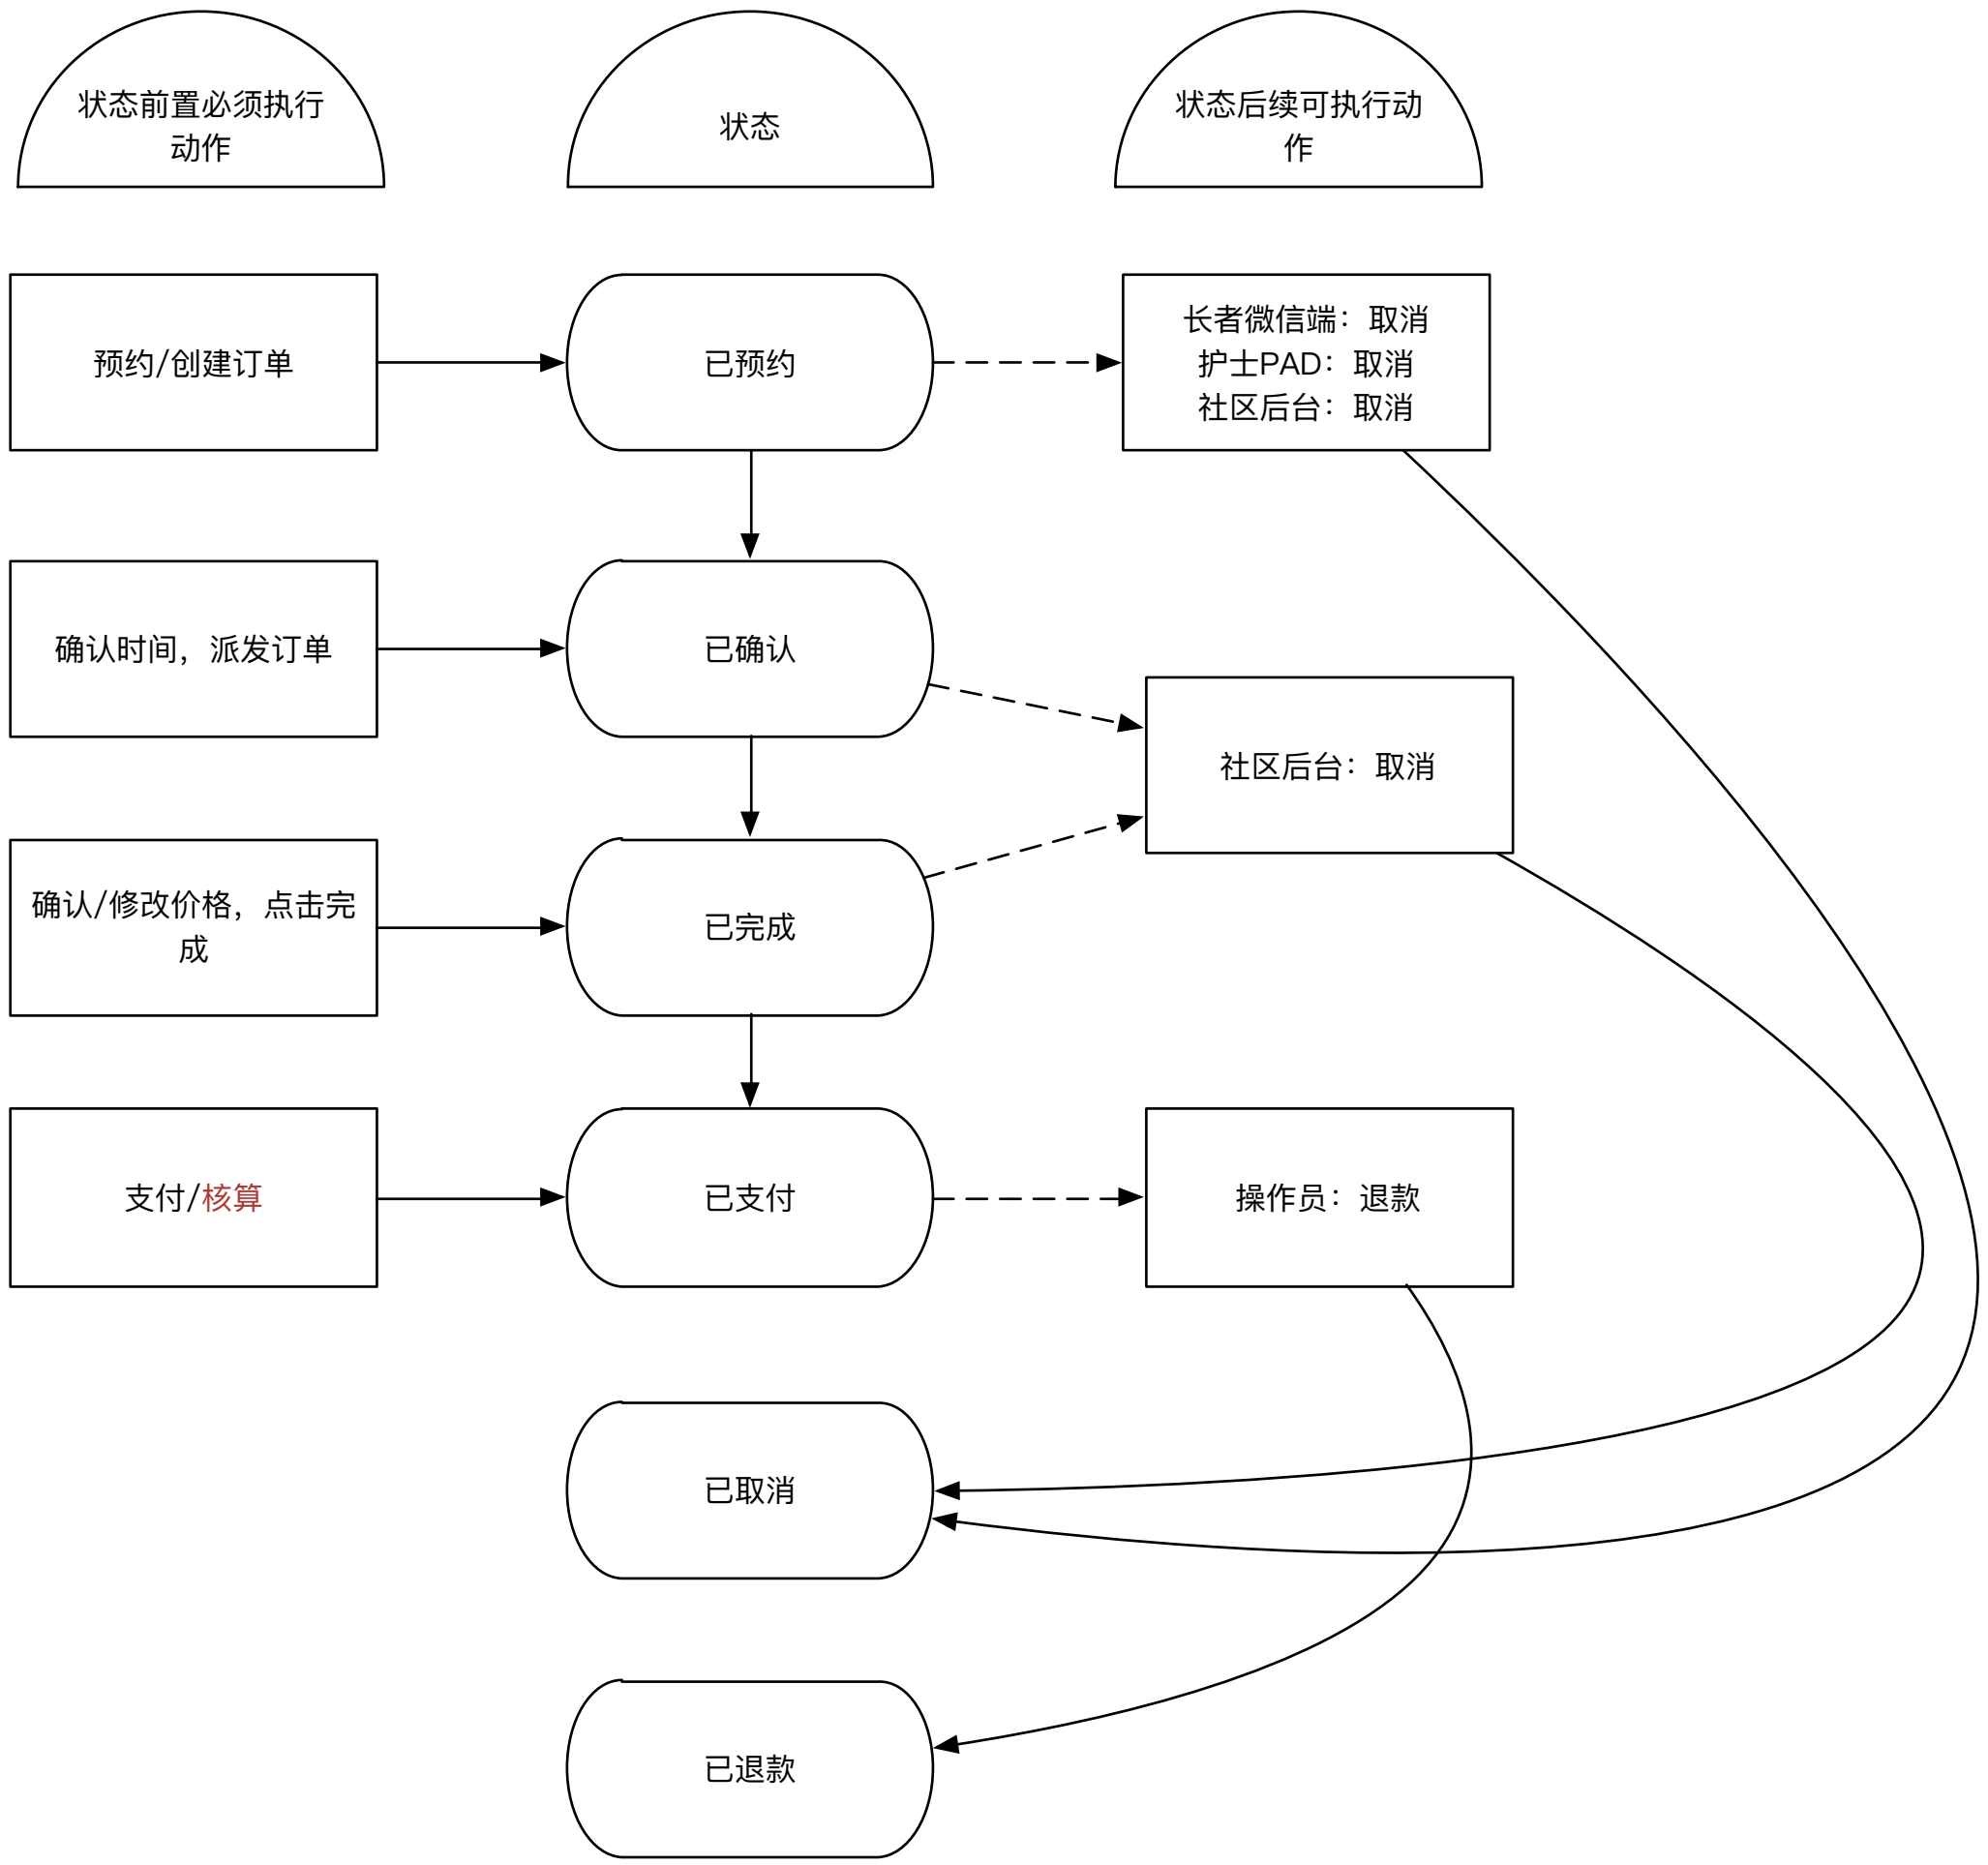 状态前置必须执行
动作
状态
状态后续可执行动
作
预约/创建订单
已预约
长者微信端：取消
护士PAD：取消
社区后台：取消
确认时间，派发订单
已确认
社区后台：取消
确认/修改价格，点击完
成
已完成
支付/核算
已支付
操作员：退款
已取消
已退款